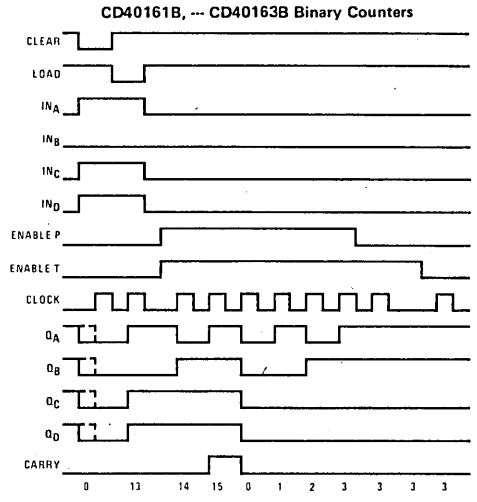 CD40161B, --- CD40163B Binary Counters
CLEAR
LOAD
INA
INB
INC
IND
ENABLE P
ENABLE T
CLOCK
QA
QB
QC
QD
CARRY
0 13 14 15 0 1 2 3 3 3 3